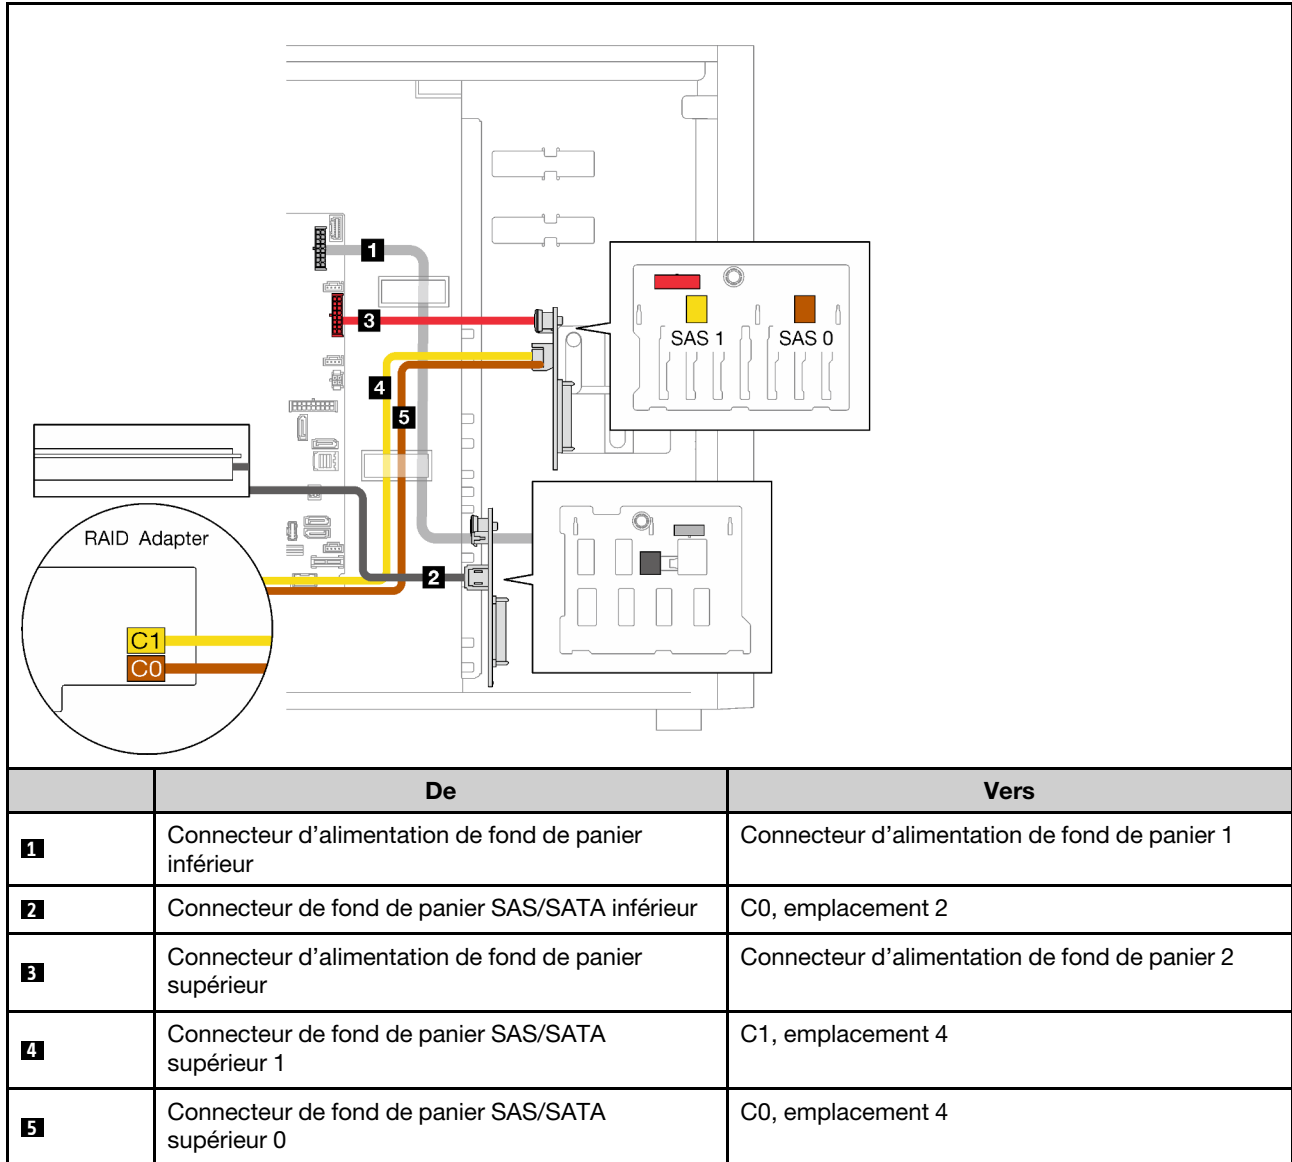 1
3
SAS 1 SAS 0
4
5
RAID Adapter
2
C1
C0
De Vers
1 Connecteur d’alimentation de fond de panier Connecteur d’alimentation de fond de panier 1
inférieur
2 Connecteur de fond de panier SAS/SATA inférieur C0, emplacement 2
3 Connecteur d’alimentation de fond de panier Connecteur d’alimentation de fond de panier 2
supérieur
4 Connecteur de fond de panier SAS/SATA C1, emplacement 4
supérieur 1
5 Connecteur de fond de panier SAS/SATA C0, emplacement 4
supérieur 0